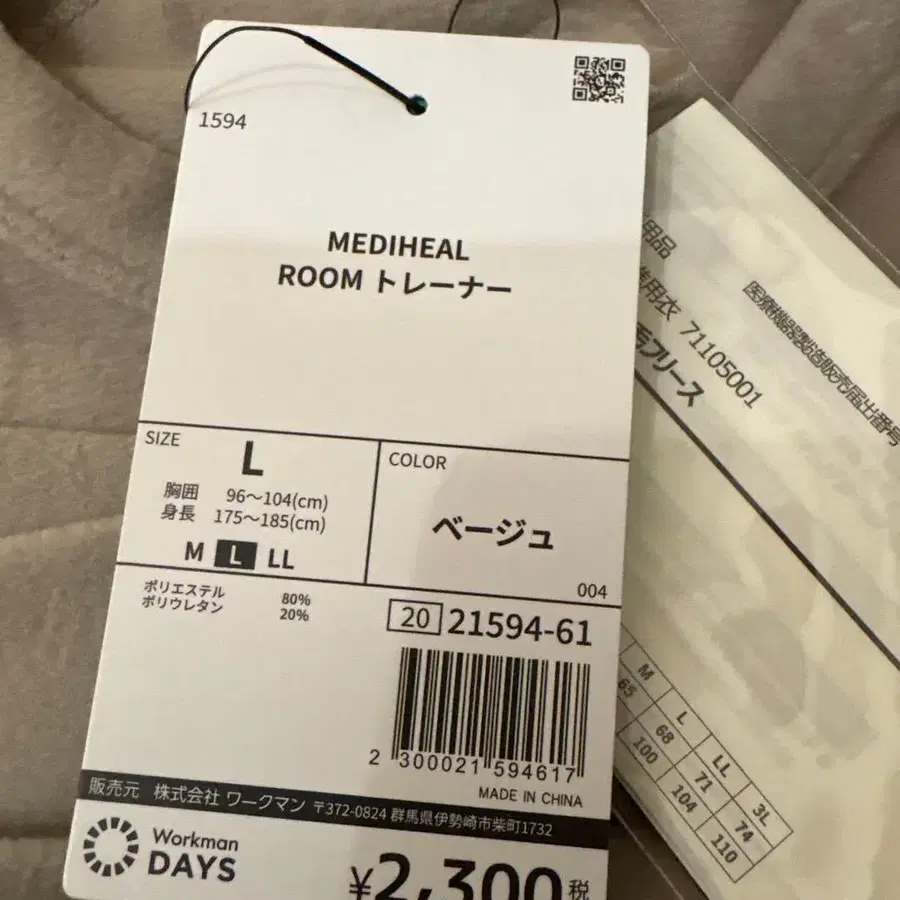 1594
MEDIHEAL
ROOM トレーナー
SIZE
L
胸囲 96〜104(cm)
身長 175〜185(cm)
M L LL
COLOR
ベージュ
004
ポリエステル 80%
ポリウレタン 20%
20 21594-61
2 300021 594617
MADE IN CHINA
販売元 株式会社 ワークマン 〒372-0824 群馬県伊勢崎市柴町1732
Workman
DAYS
¥2,300 税
用品
用衣 71105001
医療機器製造販売届出番号
フリース
M L LL 3L
65 68 71 74
100 104 110